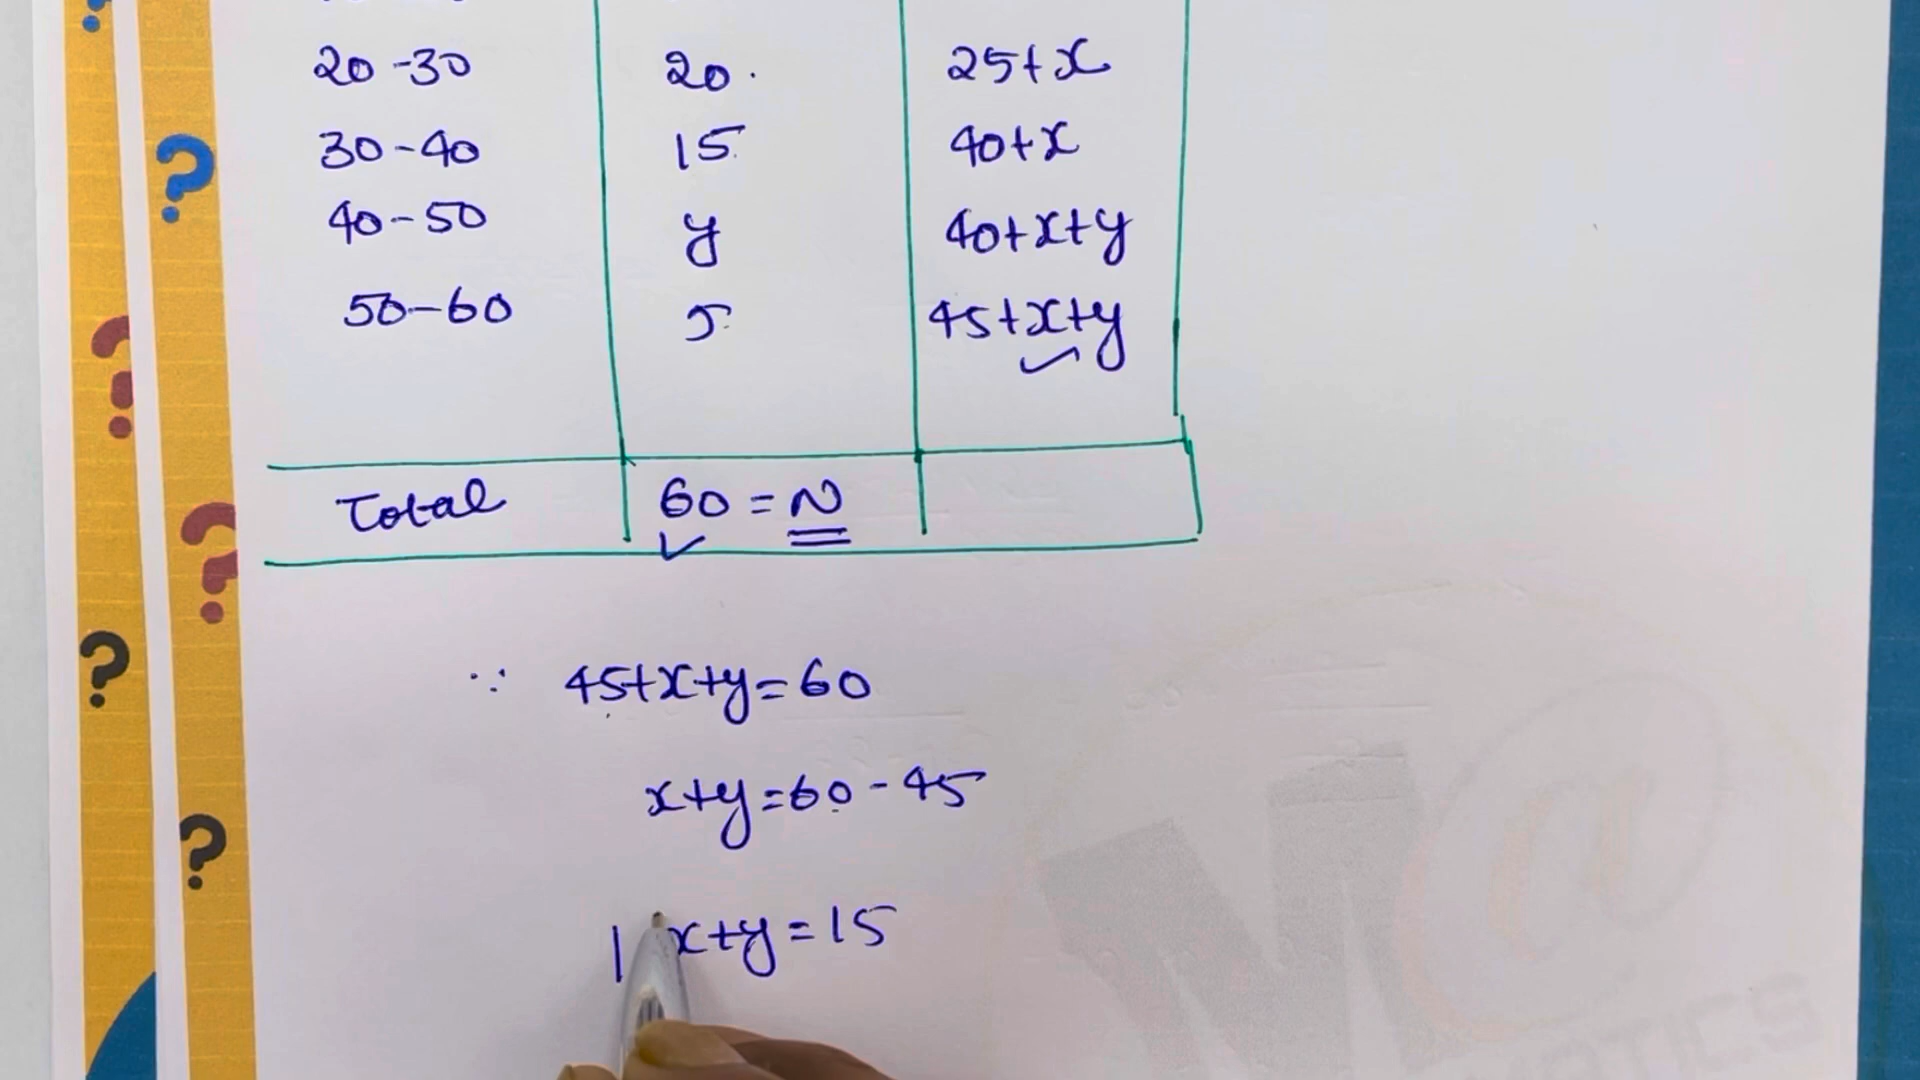 20-30 20. 25+x
30-40 15 40+x
40-50 y 40+x+y
50-60 5 45+x+y
Total 60 = N
∵ 45+x+y=60
x+y=60-45
x+y=15